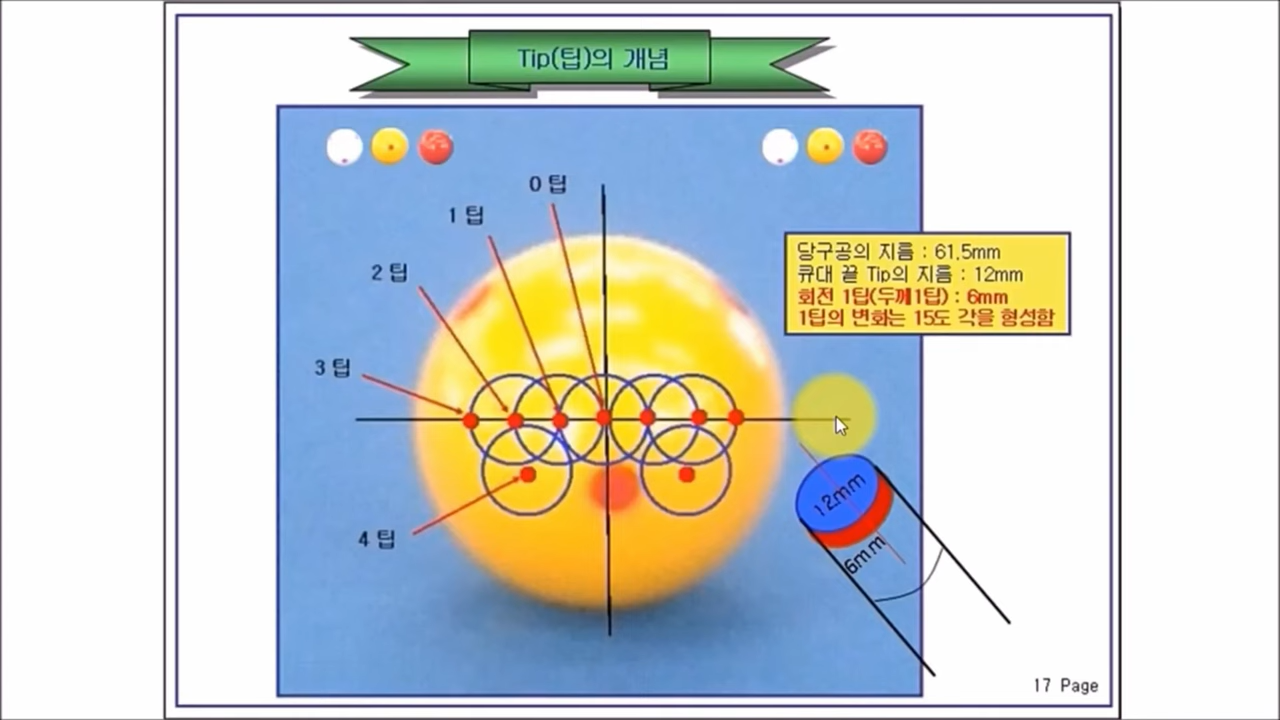 Tip(팁)의 개념
0 팁
1 팁
2 팁
3 팁
4 팁
당구공의 지름 : 61.5mm
큐대 끝 Tip의 지름 : 12mm
회전 1팁(두께1팁) : 6mm
1팁의 변화는 15도 각을 형성함
12mm
6mm
17 Page